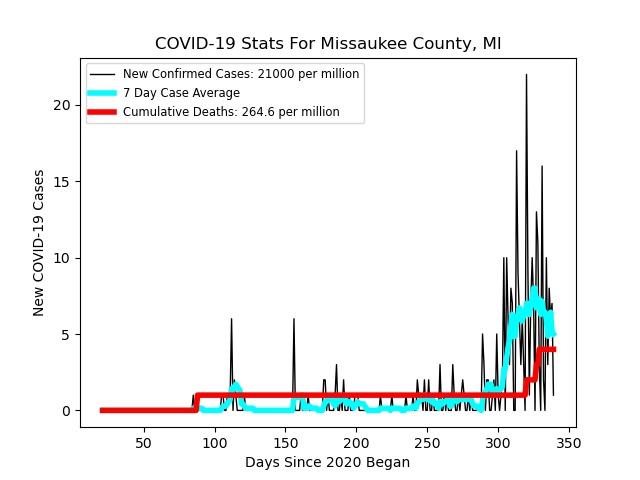 COVID-19 Stats For Missaukee County, MI
New Confirmed Cases: 21000 per million
7 Day Case Average
Cumulative Deaths: 264.6 per million
New COVID-19 Cases
20
15
10
5
0
50 100 150 200 250 300 350
Days Since 2020 Began